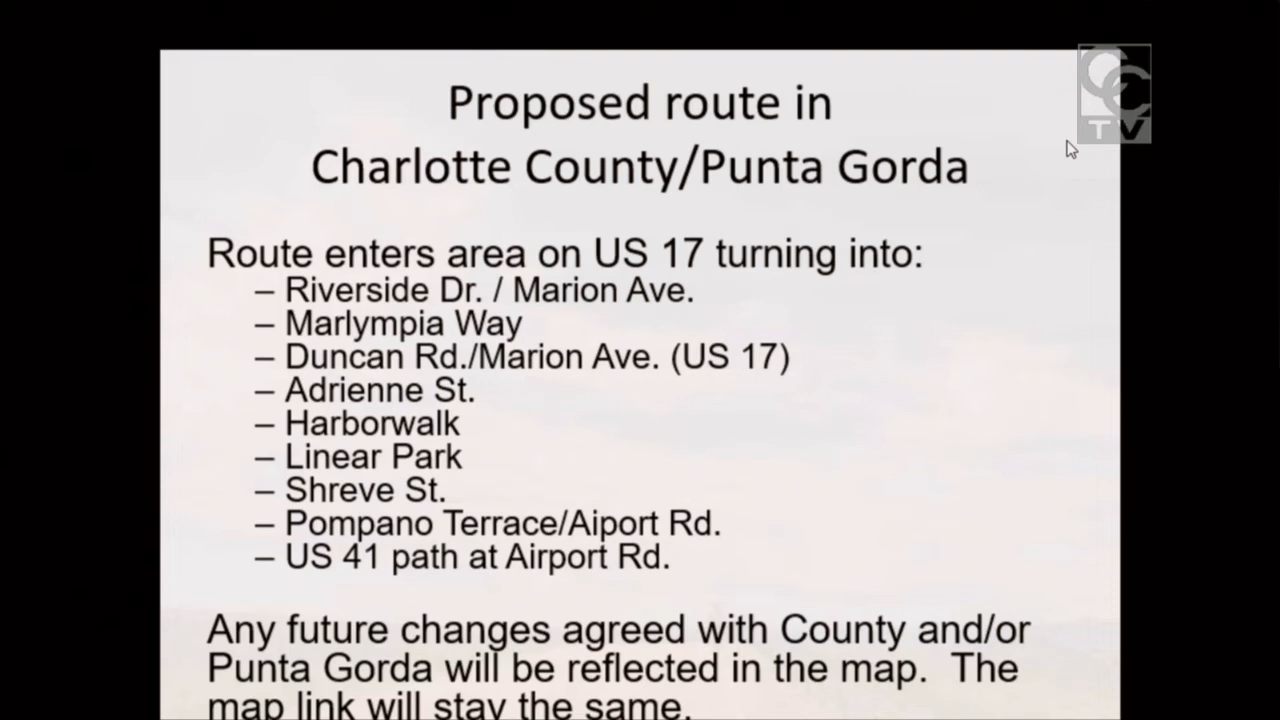 CC
TV
Proposed route in
Charlotte County/Punta Gorda
Route enters area on US 17 turning into:
– Riverside Dr. / Marion Ave.
– Marlympia Way
– Duncan Rd./Marion Ave. (US 17)
– Adrienne St.
– Harborwalk
– Linear Park
– Shreve St.
– Pompano Terrace/Aiport Rd.
– US 41 path at Airport Rd.
Any future changes agreed with County and/or
Punta Gorda will be reflected in the map.  The
map link will stay the same.